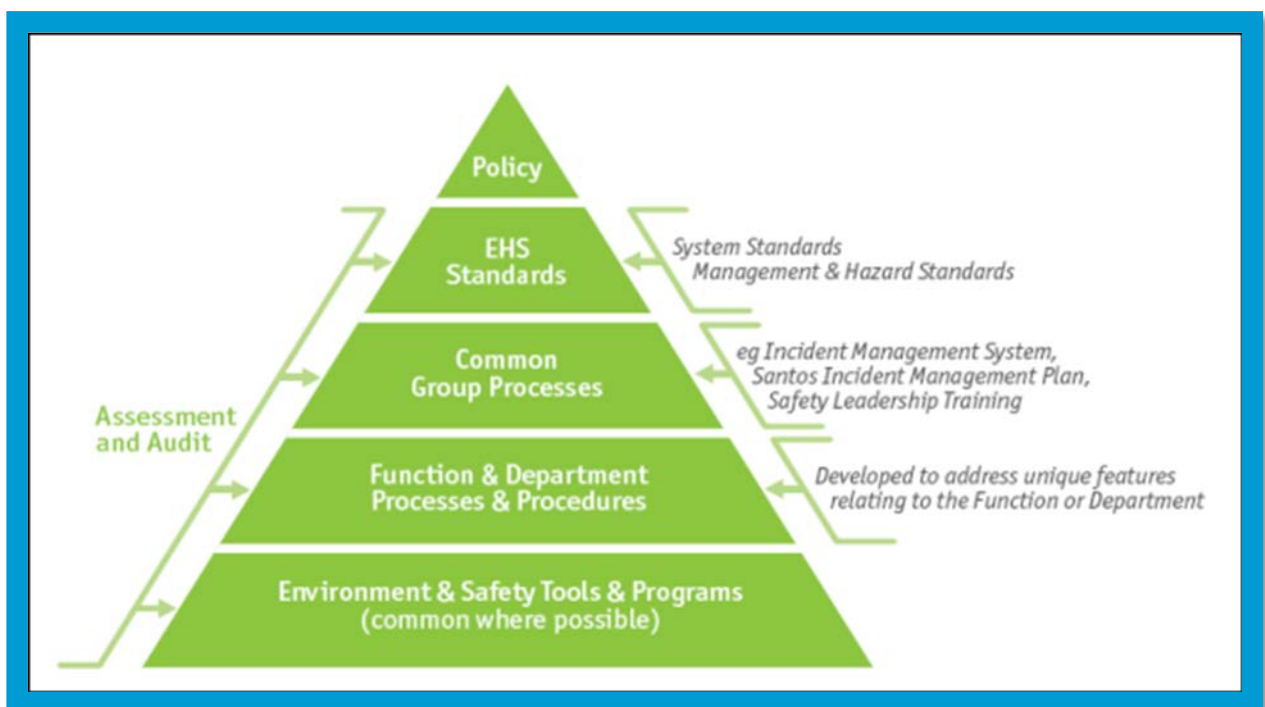 Policy
EHS
Standards
System Standards
Management & Hazard Standards
Common
Group Processes
eg Incident Management System,
Santos Incident Management Plan,
Safety Leadership Training
Assessment
and Audit
Function & Department
Processes & Procedures
Developed to address unique features
relating to the Function or Department
Environment & Safety Tools & Programs
(common where possible)